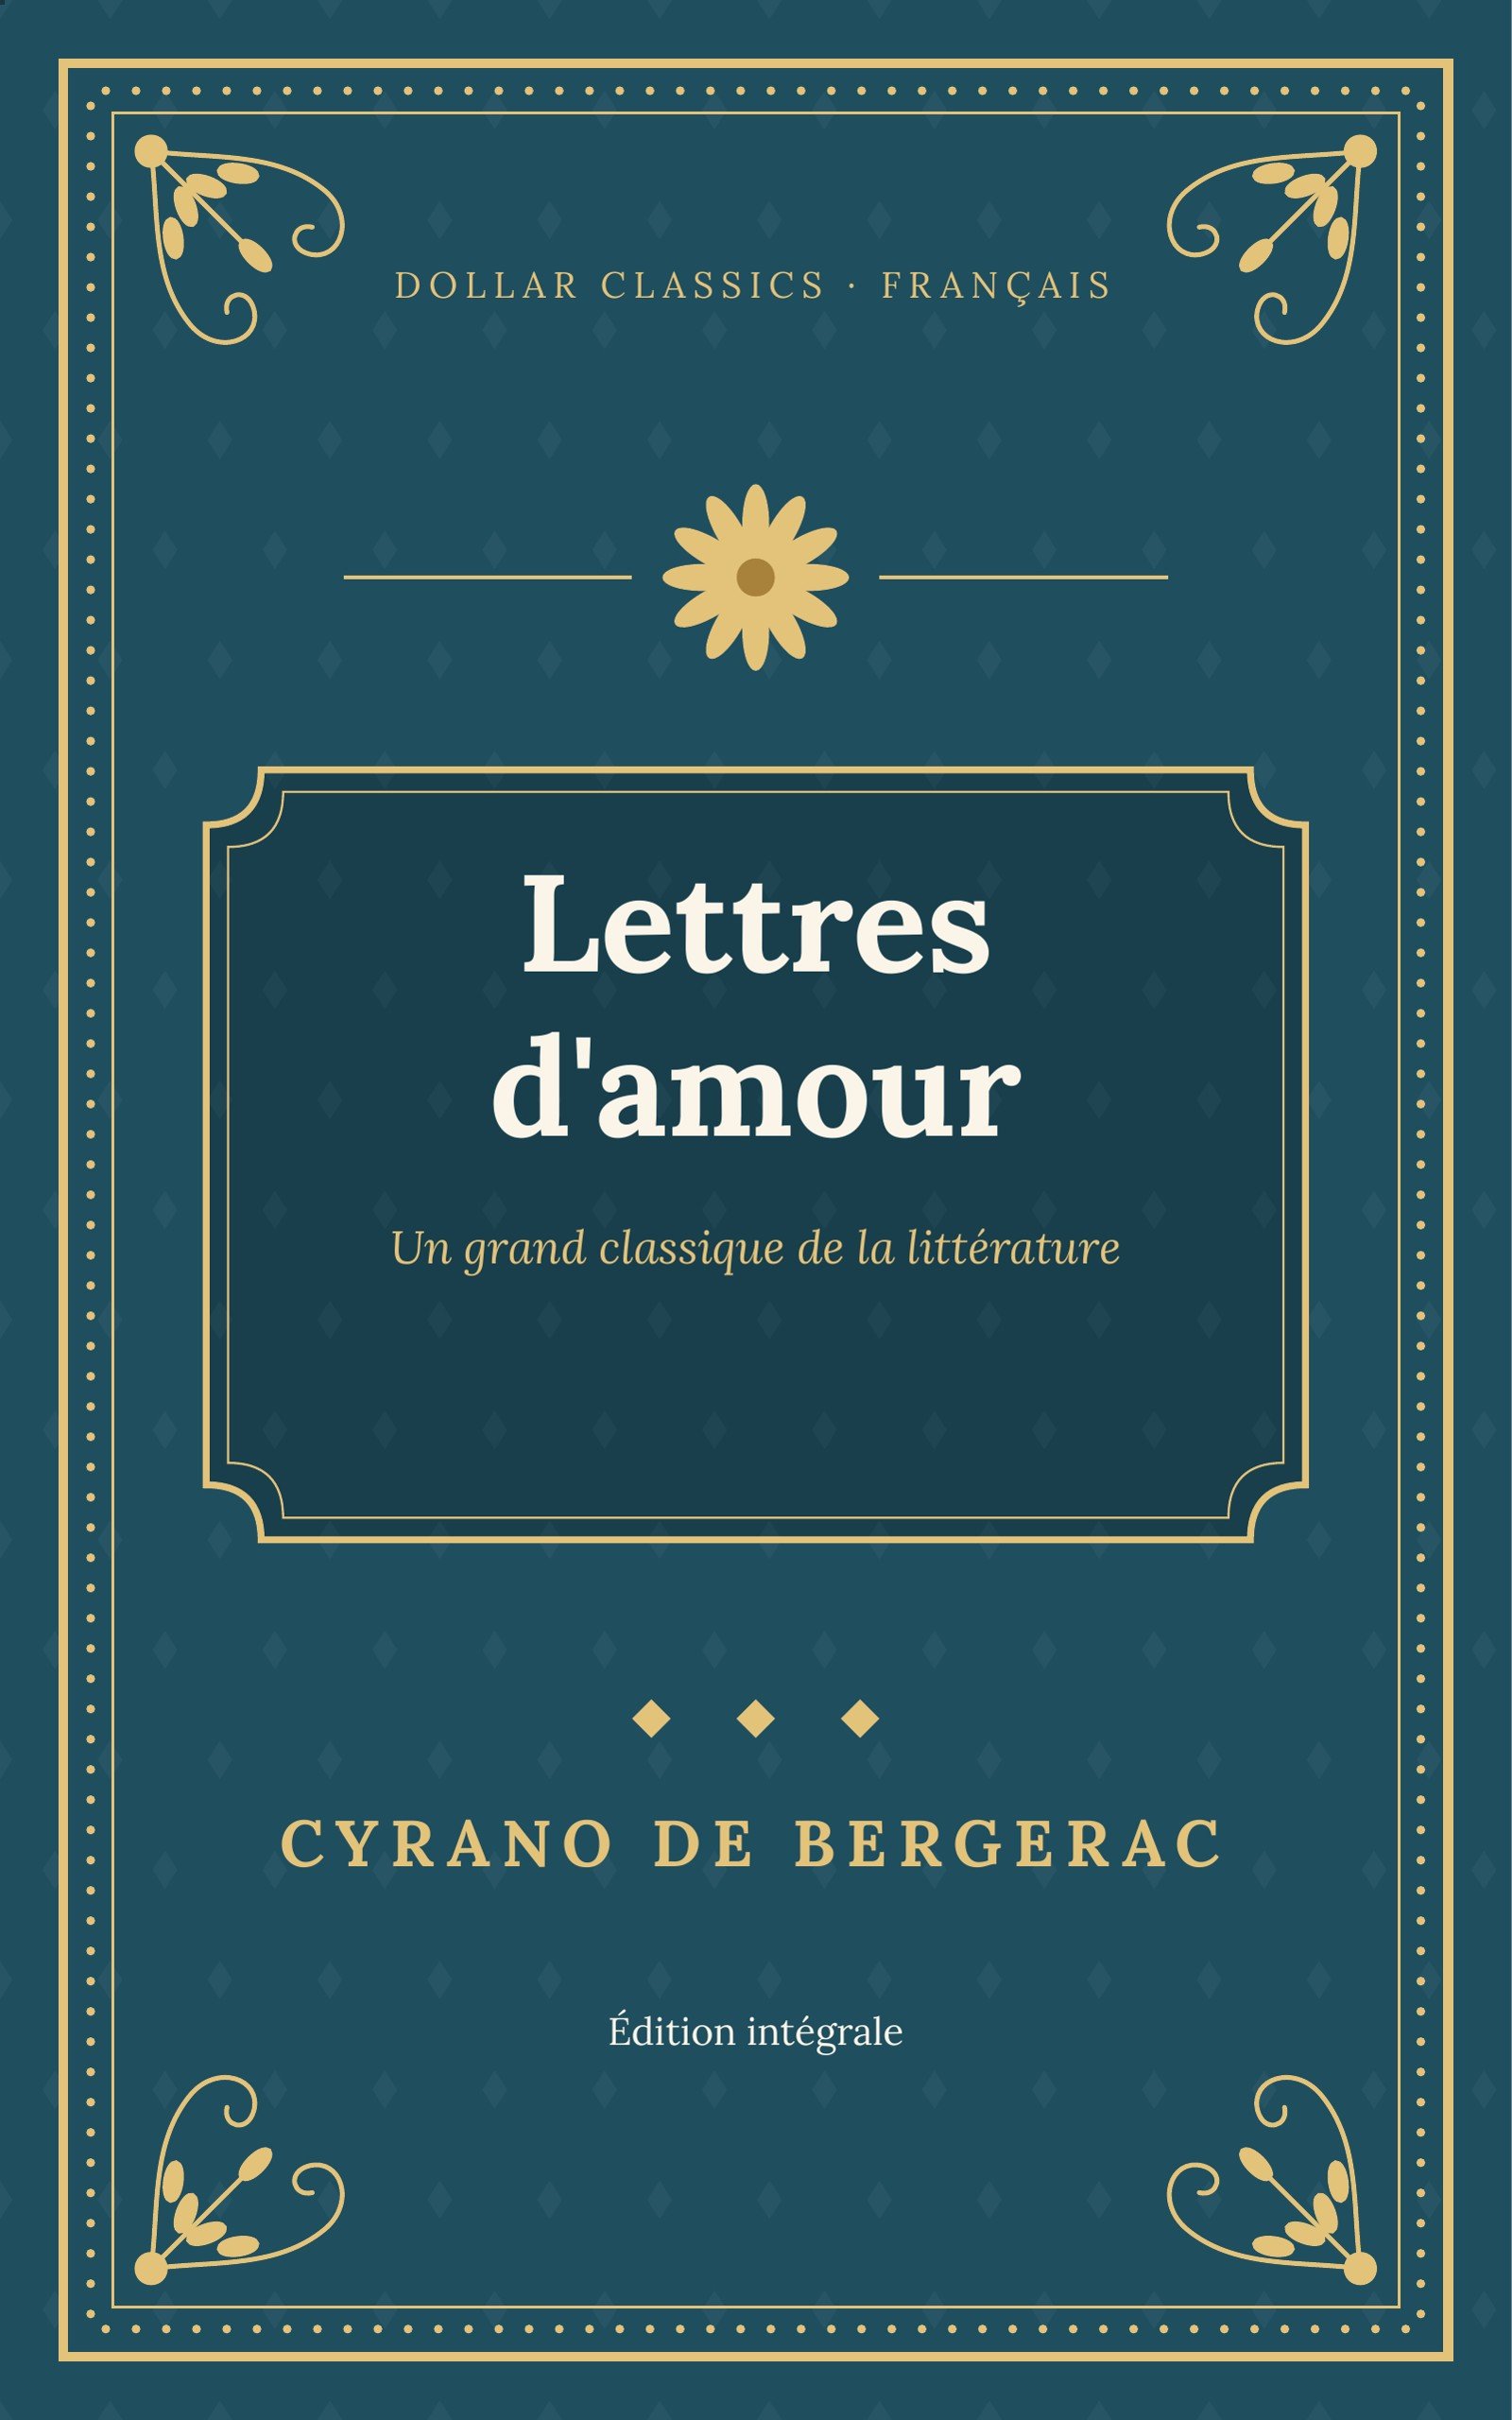 DOLLAR CLASSICS · FRANÇAIS
Lettres
d'amour
Un grand classique de la littérature
CYRANO DE BERGERAC
Édition intégrale